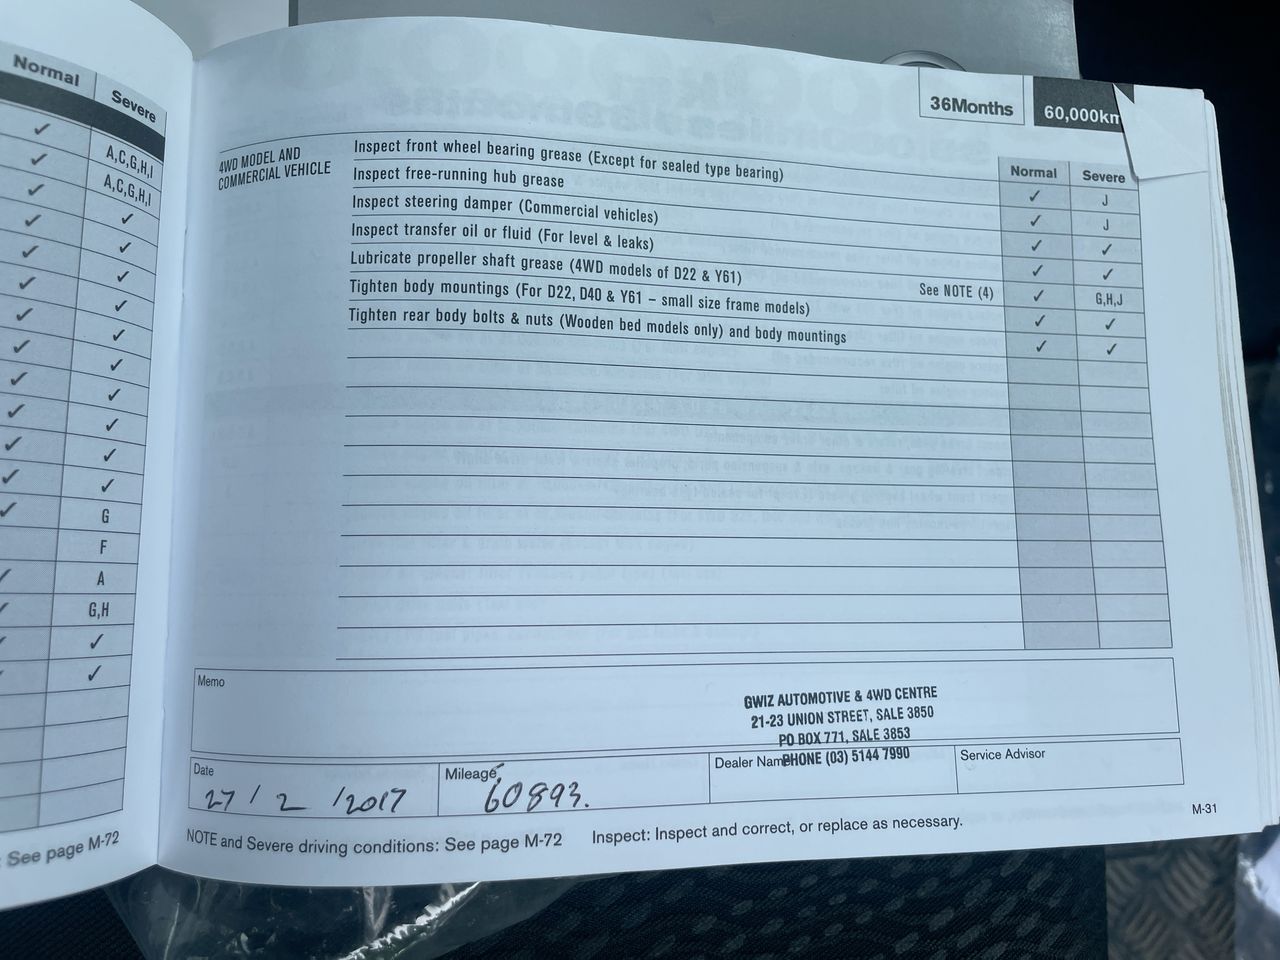 Normal Severe
A,C,G,H,I
A,C,G,H,I
G
F
A
G,H
: See page M-72
36Months 60,000km
4WD MODEL AND
COMMERCIAL VEHICLE
Normal Severe
Inspect front wheel bearing grease (Except for sealed type bearing) ✓ J
Inspect free-running hub grease ✓ J
Inspect steering damper (Commercial vehicles) ✓ ✓
Inspect transfer oil or fluid (For level & leaks) ✓ ✓
Lubricate propeller shaft grease (4WD models of D22 & Y61) See NOTE (4) ✓ G,H,J
Tighten body mountings (For D22, D40 & Y61 – small size frame models) ✓ ✓
Tighten rear body bolts & nuts (Wooden bed models only) and body mountings ✓ ✓
Memo
GWIZ AUTOMOTIVE & 4WD CENTRE
21-23 UNION STREET, SALE 3850
PO BOX 771, SALE 3853
PHONE (03) 5144 7990
Date
27/2/2017
Mileage
60893.
Dealer Name
Service Advisor
NOTE and Severe driving conditions: See page M-72 Inspect: Inspect and correct, or replace as necessary.
M-31